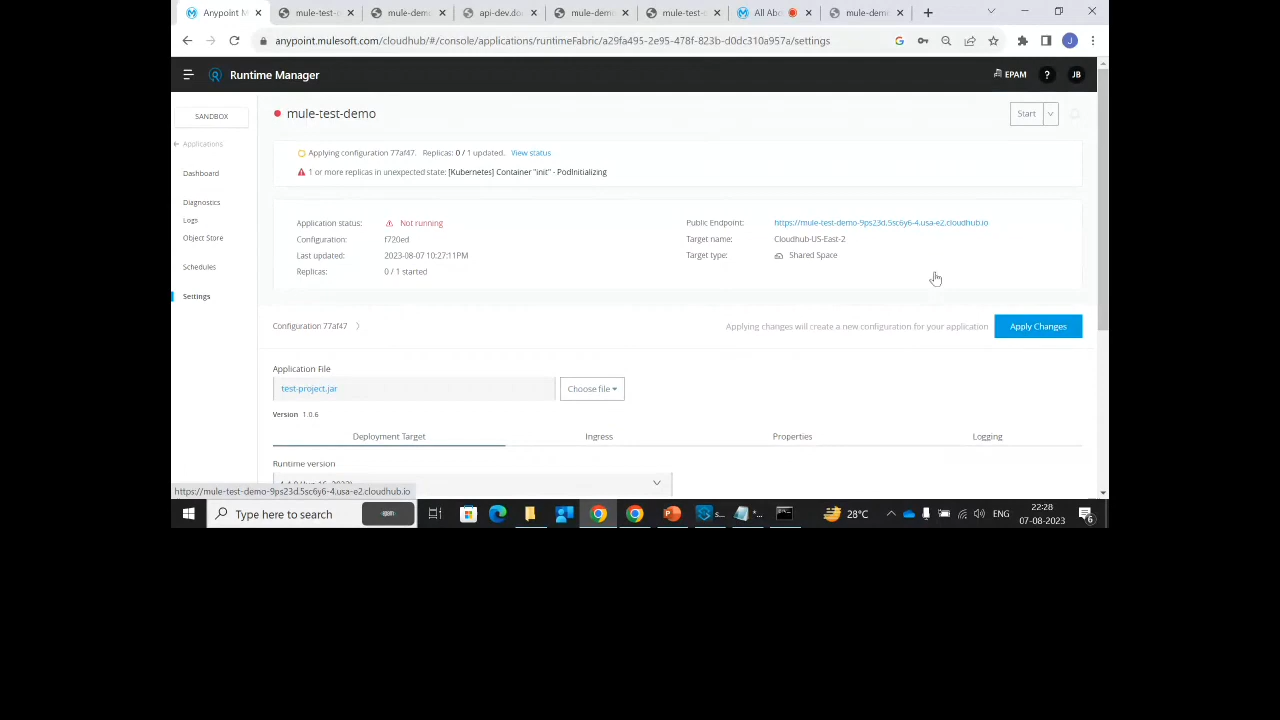 Anypoint M
mule-test-
mule-demo
api-dev.do
mule-demo
mule-test-
All Abo
mule-demo
anypoint.mulesoft.com/cloudhub/#/console/applications/runtimeFabric/a29fa495-2e95-478f-823b-d0dc310a957a/settings
J
Runtime Manager
EPAM
?
JB
SANDBOX
Applications
Dashboard
Diagnostics
Logs
Object Store
Schedules
Settings
mule-test-demo
Start
Applying configuration 77af47. Replicas: 0 / 1 updated. View status
1 or more replicas in unexpected state: [Kubernetes] Container "init" - PodInitializing
Application status: Not running
Configuration: f720ed
Last updated: 2023-08-07 10:27:11PM
Replicas: 0 / 1 started
Public Endpoint: https://mule-test-demo-9ps23d.5sc6y6-4.usa-e2.cloudhub.io
Target name: Cloudhub-US-East-2
Target type: Shared Space
Configuration 77af47
Applying changes will create a new configuration for your application
Apply Changes
Application File
test-project.jar
Choose file
Version 1.0.6
Deployment Target
Ingress
Properties
Logging
Runtime version
https://mule-test-demo-9ps23d.5sc6y6-4.usa-e2.cloudhub.io
Type here to search
28°C
ENG
22:28
07-08-2023
6